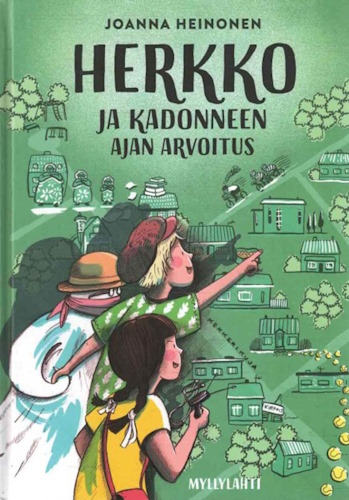 JOANNA HEINONEN
HERKKO
JA KADONNEEN
AJAN ARVOITUS
MYLLYLAHTI